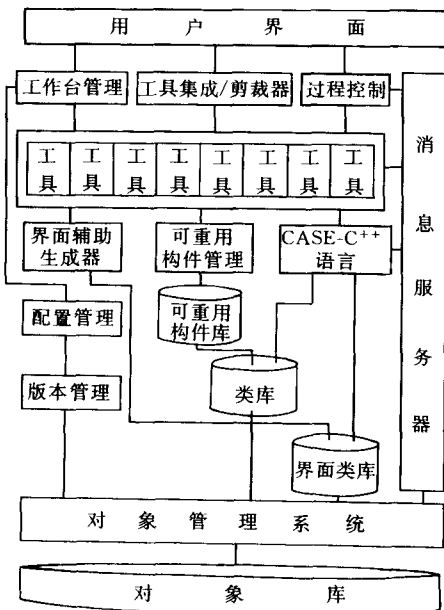 用户界面
工作台管理
工具集成/剪裁器
过程控制
消息服务器
工具 工具 工具 工具 工具 工具 工具 工具
界面辅助
生成器
可重用
构件管理
CASE-C++
语言
配置管理
可重用
构件库
版本管理
类库
界面类库
对象管理系统
对象库